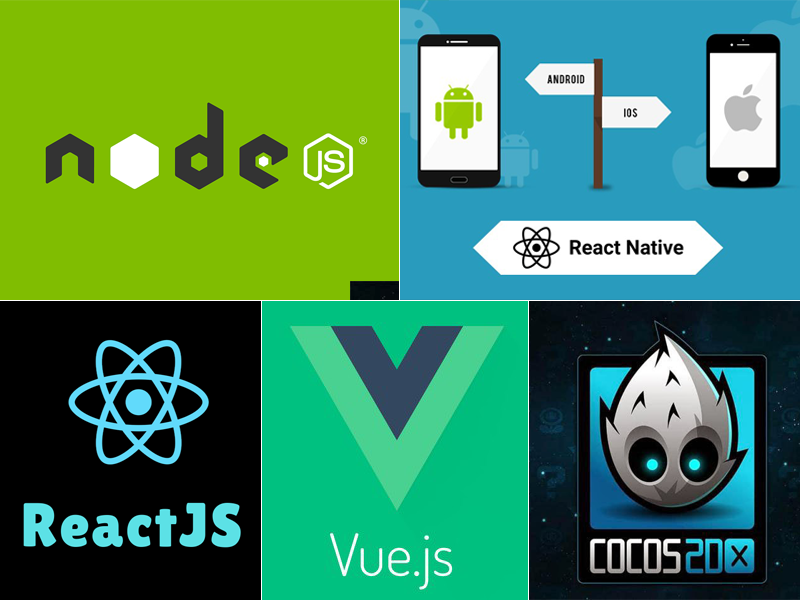 node
JS ®
ANDROID
IOS
React Native
ReactJS
Vue.js
COCOS2DX